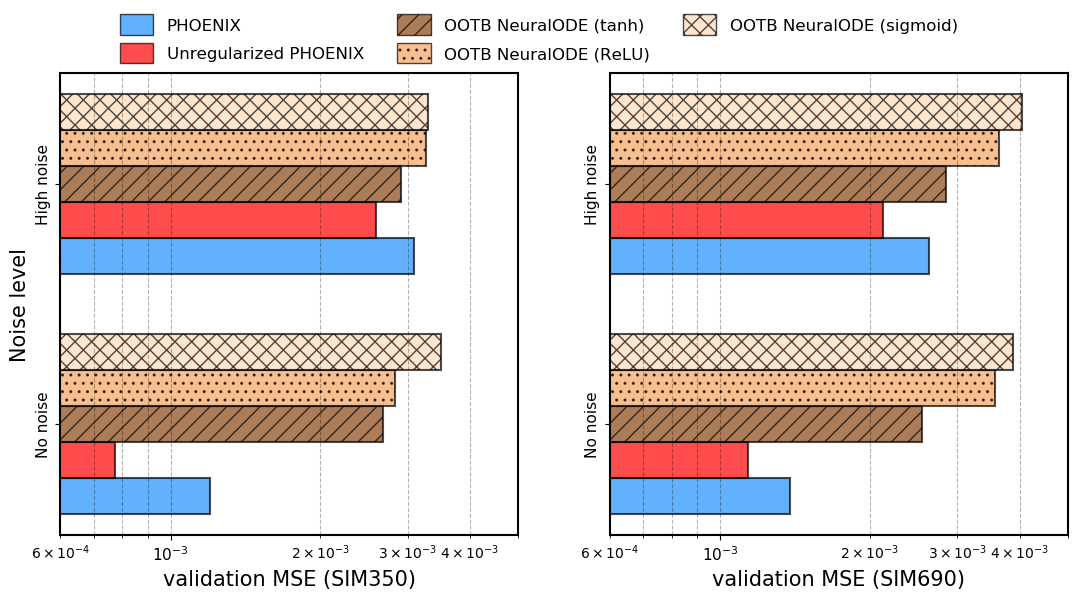 PHOENIX
Unregularized PHOENIX
OOTB NeuralODE (tanh)
OOTB NeuralODE (ReLU)
OOTB NeuralODE (sigmoid)
Noise level
High noise
No noise
6 × 10⁻⁴ 10⁻³ 2 × 10⁻³ 3 × 10⁻³ 4 × 10⁻³
validation MSE (SIM350)
High noise
No noise
6 × 10⁻⁴ 10⁻³ 2 × 10⁻³ 3 × 10⁻³ 4 × 10⁻³
validation MSE (SIM690)